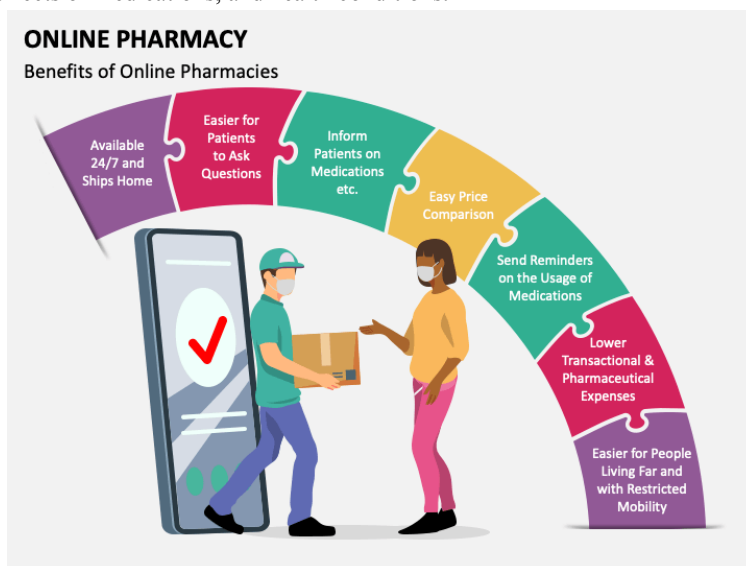 ONLINE PHARMACY
Benefits of Online Pharmacies
Available
24/7 and
Ships Home
Easier for
Patients
to Ask
Questions
Inform
Patients on
Medications
etc.
Easy Price
Comparison
Send Reminders
on the Usage of
Medications
Lower
Transactional &
Pharmaceutical
Expenses
Easier for People
Living Far and
with Restricted
Mobility